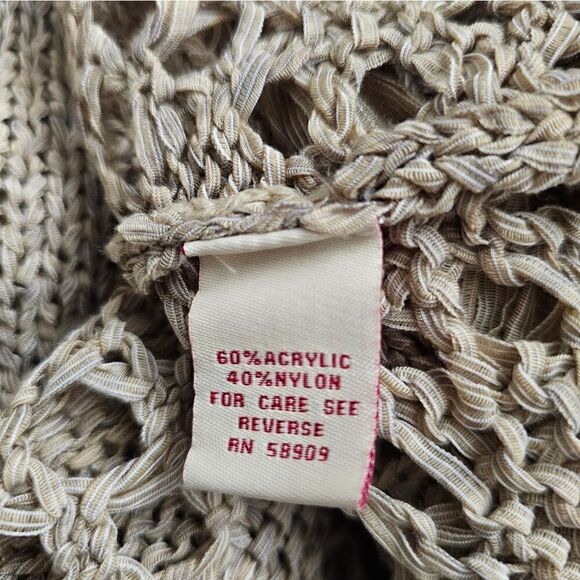 60%ACRYLIC
40%NYLON
FOR CARE SEE
REVERSE
RN 58909